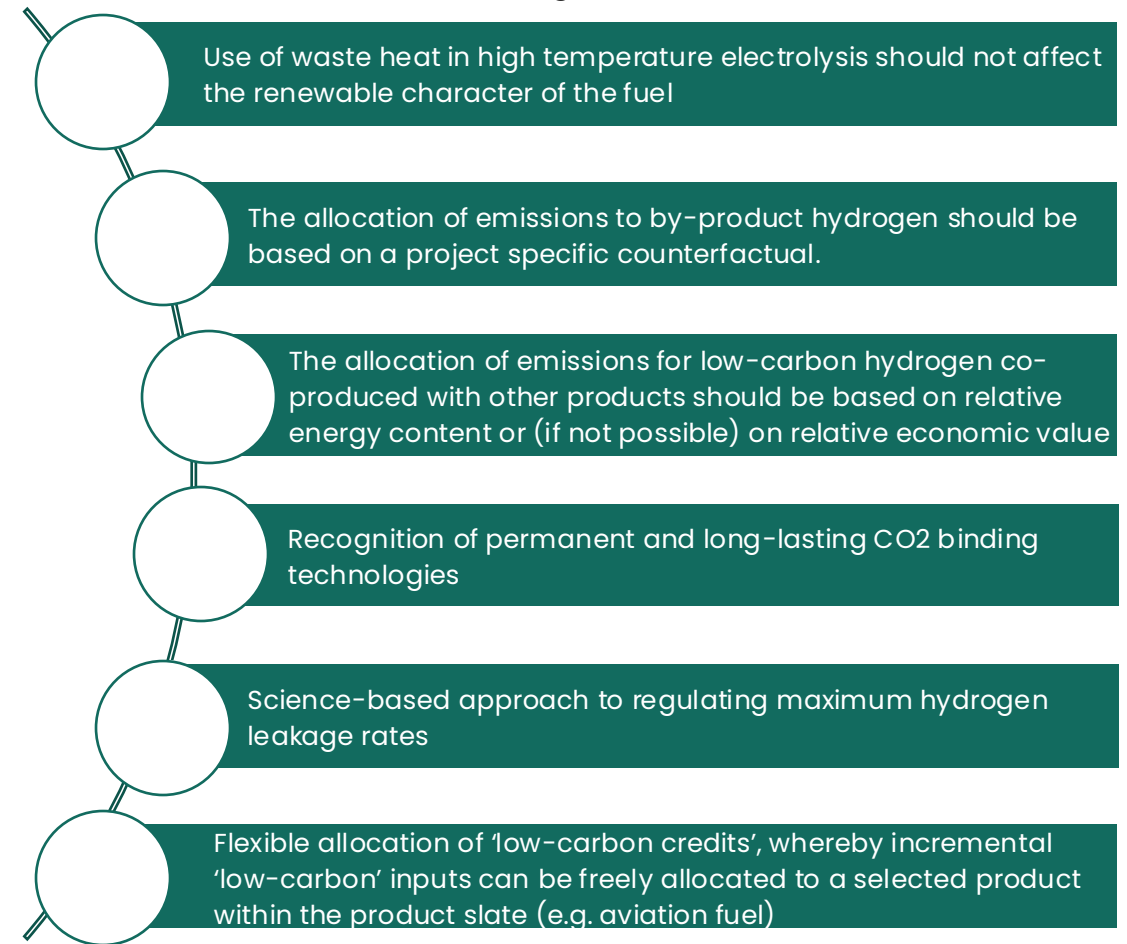 Use of waste heat in high temperature electrolysis should not affect
the renewable character of the fuel
The allocation of emissions to by-product hydrogen should be
based on a project specific counterfactual.
The allocation of emissions for low-carbon hydrogen co-
produced with other products should be based on relative
energy content or (if not possible) on relative economic value
Recognition of permanent and long-lasting CO2 binding
technologies
Science-based approach to regulating maximum hydrogen
leakage rates
Flexible allocation of ‘low-carbon credits’, whereby incremental
‘low-carbon’ inputs can be freely allocated to a selected product
within the product slate (e.g. aviation fuel)